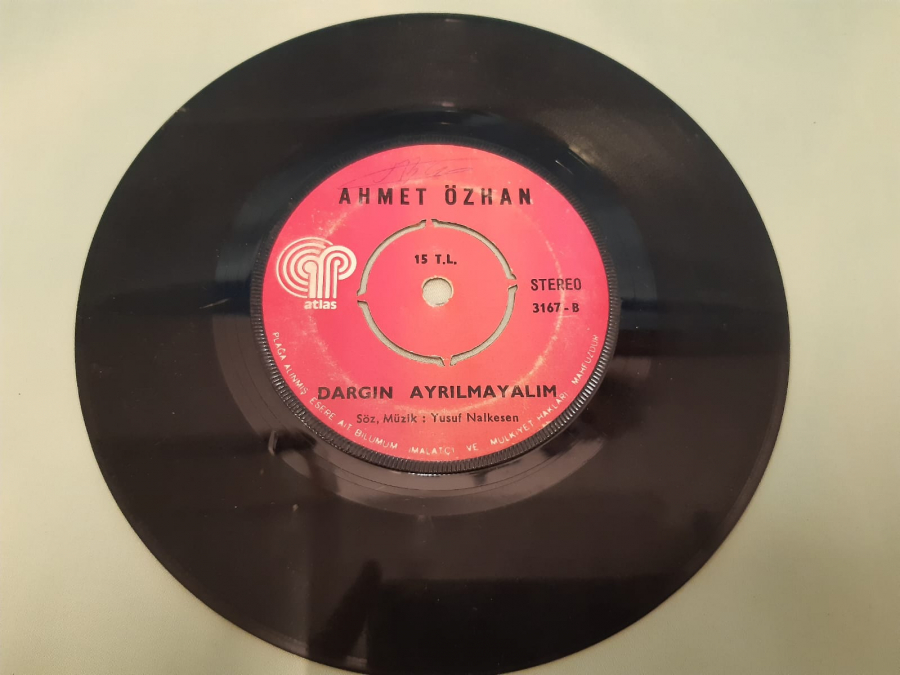 AHMET ÖZHAN
15 T.L.
atlas
STEREO
3167-B
DARGIN AYRILMAYALIM
Söz, Müzik : Yusuf Nalkesen
PLAĞA ALINMIŞ ESERE AİT BİLUMUM İMALATÇI VE MÜLKİYET HAKLARI MAHFUZDUR